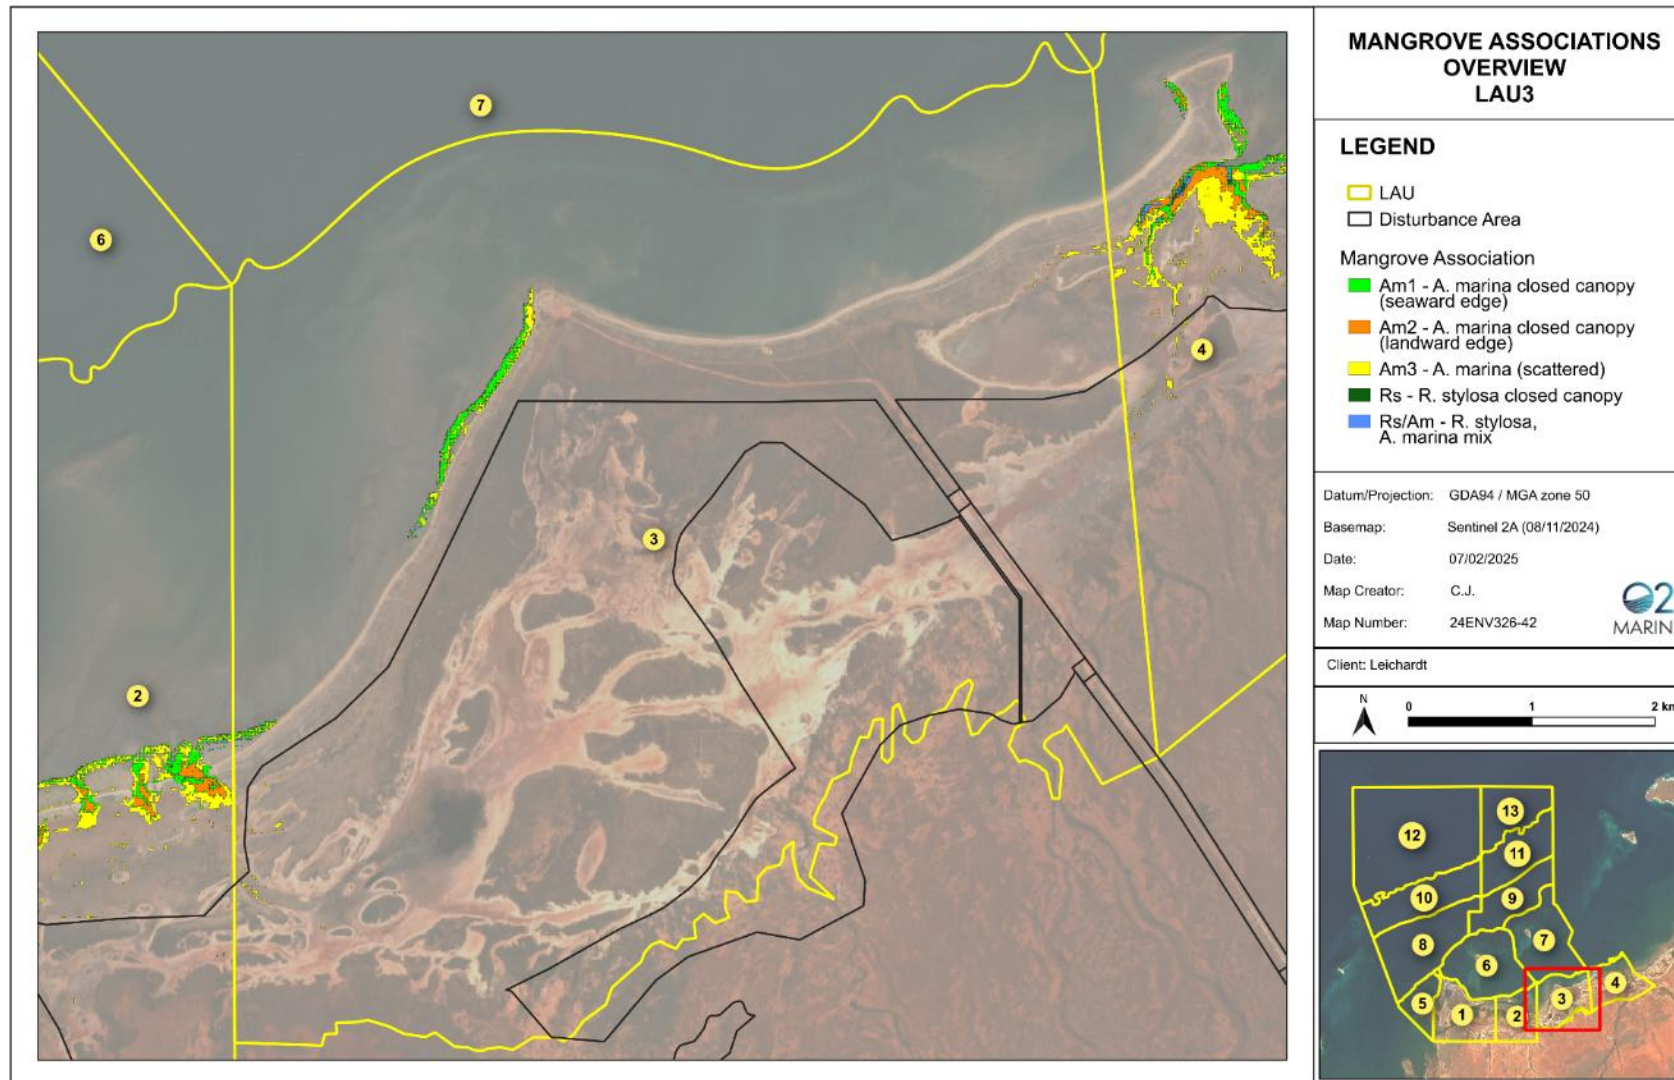 MANGROVE ASSOCIATIONS
OVERVIEW
LAU3
LEGEND
LAU
Disturbance Area
Mangrove Association
Am1 - A. marina closed canopy
(seaward edge)
Am2 - A. marina closed canopy
(landward edge)
Am3 - A. marina (scattered)
Rs - R. stylosa closed canopy
Rs/Am - R. stylosa,
A. marina mix
Datum/Projection: GDA94 / MGA zone 50
Basemap: Sentinel 2A (08/11/2024)
Date: 07/02/2025
Map Creator: C.J.
Map Number: 24ENV326-42
O2
MARIN
Client: Leichardt
N
0 1 2 km
7
6
4
3
2
13
12
11
10
9
8
7
6
5
4
3
2
1